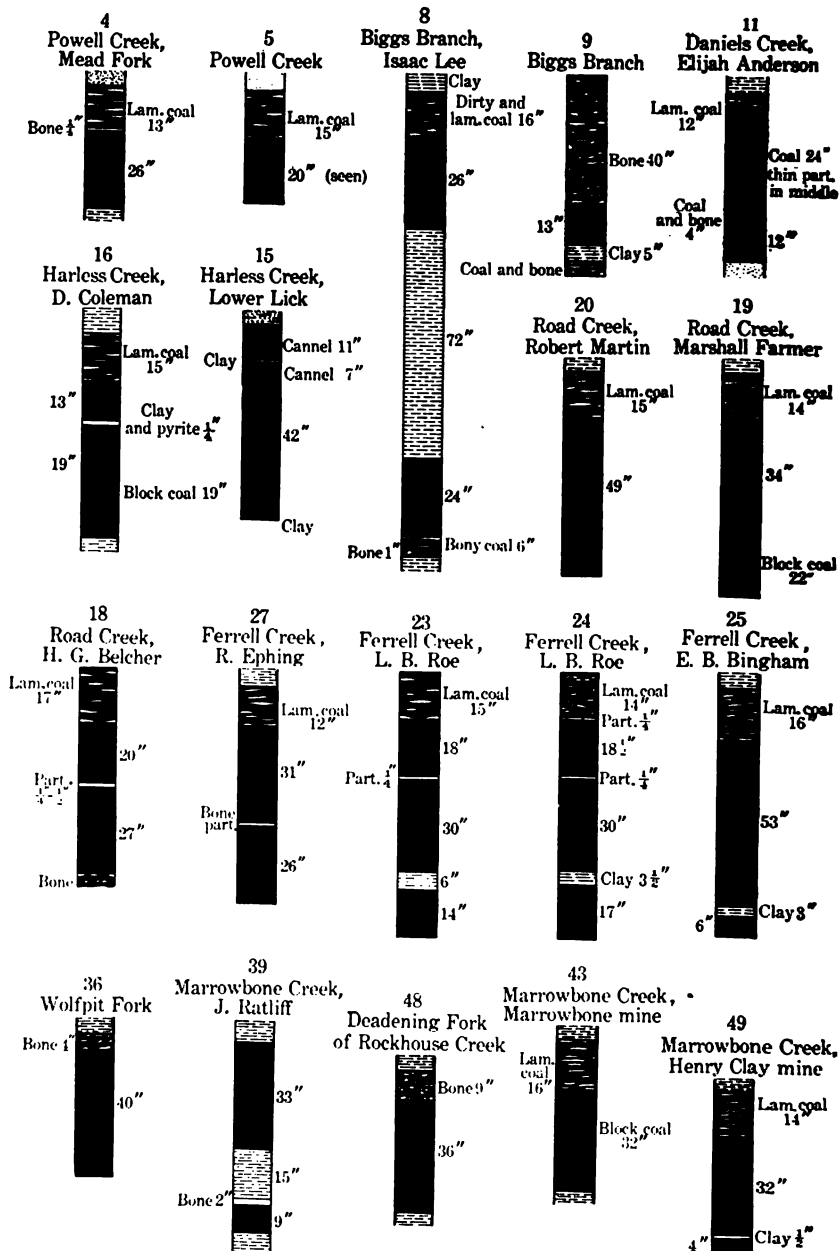 4
Powell Creek,
Mead Fork
Lam. coal
13"
Bone ¼"
26"
5
Powell Creek
Lam. coal
15"
20" (seen)
8
Biggs Branch,
Isaac Lee
Clay
Dirty and
lam. coal 16"
26"
72"
24"
Bone 1"
Bony coal 6"
9
Biggs Branch
Bone 40"
13"
Clay 5"
Coal and bone
11
Daniels Creek,
Elijah Anderson
Lam. coal
12"
Coal 24"
thin part.
in middle
Coal
and bone
4"
12"
16
Harless Creek,
D. Coleman
Lam. coal
15"
13"
Clay
and pyrite ¼"
19"
Block coal 19"
15
Harless Creek,
Lower Lick
Cannel 11"
Clay
Cannel 7"
42"
Clay
20
Road Creek,
Robert Martin
Lam. coal
15"
49"
19
Road Creek,
Marshall Farmer
Lam. coal
14"
34"
Block coal
22"
18
Road Creek,
H. G. Belcher
Lam. coal
17"
20"
Part.
¼"-½"
27"
Bone
27
Ferrell Creek,
R. Ephing
Lam. coal
12"
31"
Bone
part.
26"
23
Ferrell Creek,
L. B. Roe
Lam. coal
15"
18"
Part. ¼"
30"
6"
14"
24
Ferrell Creek,
L. B. Roe
Lam. coal
14"
Part. ¼"
18 ½"
Part. ¼"
30"
Clay 3 ½"
17"
25
Ferrell Creek,
E. B. Bingham
Lam. coal
16"
53"
Clay 3"
6"
36
Wolfpit Fork
Bone 4"
40"
39
Marrowbone Creek,
J. Ratliff
33"
15"
Bone 2"
9"
48
Deadening Fork
of Rockhouse Creek
Bone 9"
36"
43
Marrowbone Creek,
Marrowbone mine
Lam.
coal
16"
Block coal
32"
49
Marrowbone Creek,
Henry Clay mine
Lam. coal
14"
32"
Clay ½"
4"